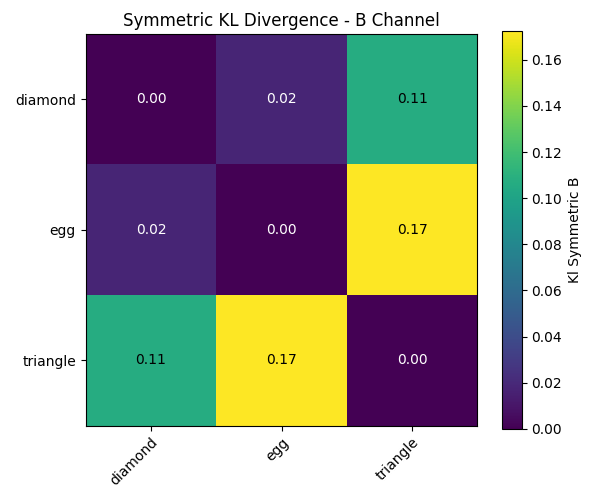 Symmetric KL Divergence - B Channel
diamond
0.00
0.02
0.11
egg
0.02
0.00
0.17
triangle
0.11
0.17
0.00
diamond
egg
triangle
0.16
0.14
0.12
0.10
0.08
0.06
0.04
0.02
0.00
Kl Symmetric B